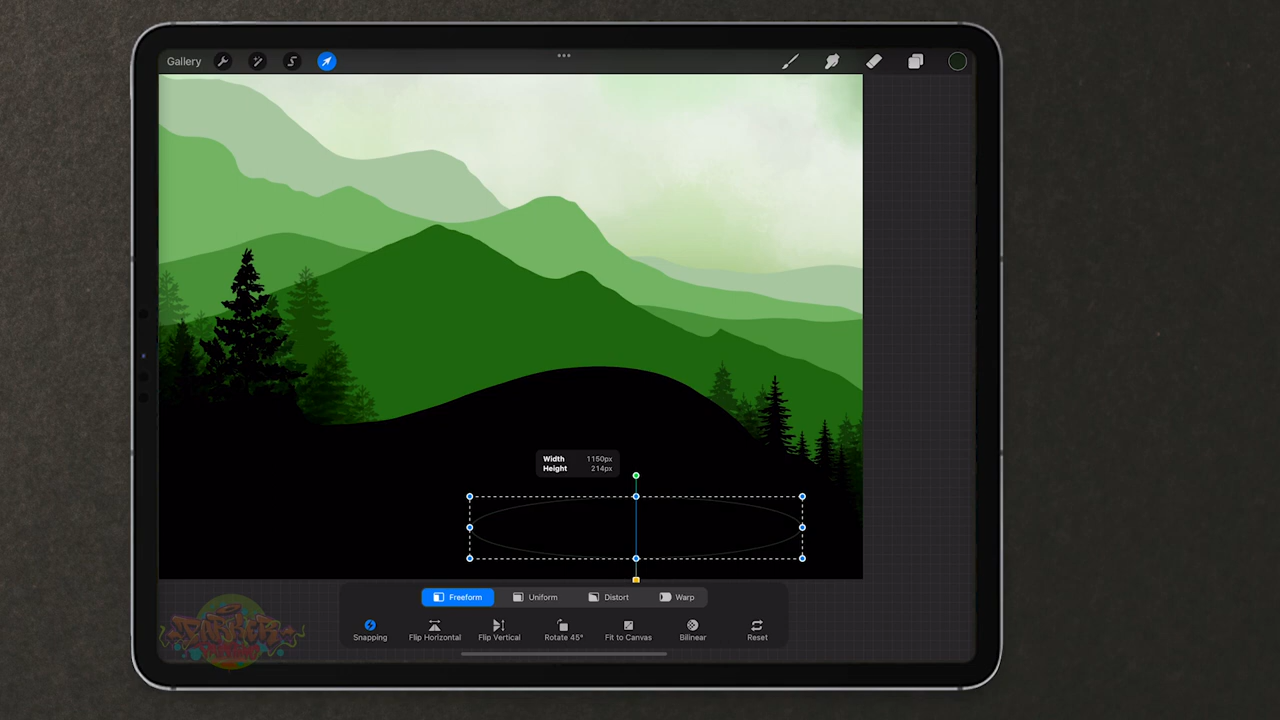 Gallery
Width 1150px
Height 214px
Freeform Uniform Distort Warp
Snapping Flip Horizontal Flip Vertical Rotate 45° Fit to Canvas Bilinear Reset